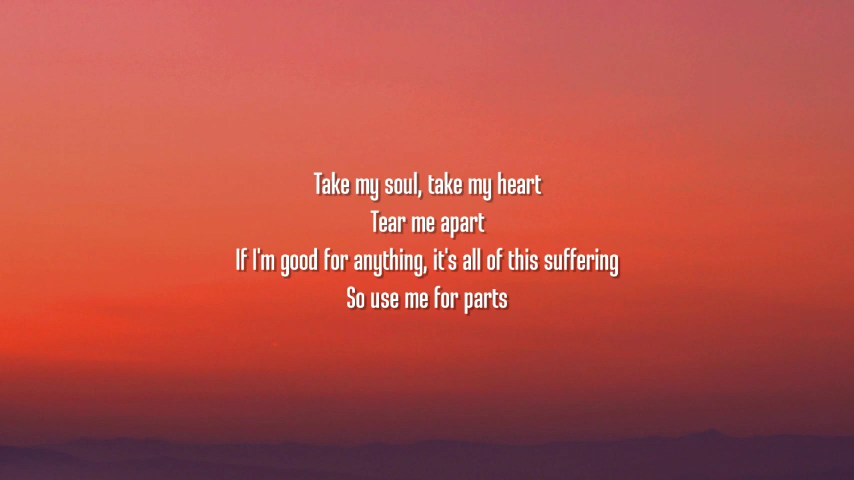 Take my soul, take my heart
Tear me apart
If I'm good for anything, it's all of this suffering
So use me for parts